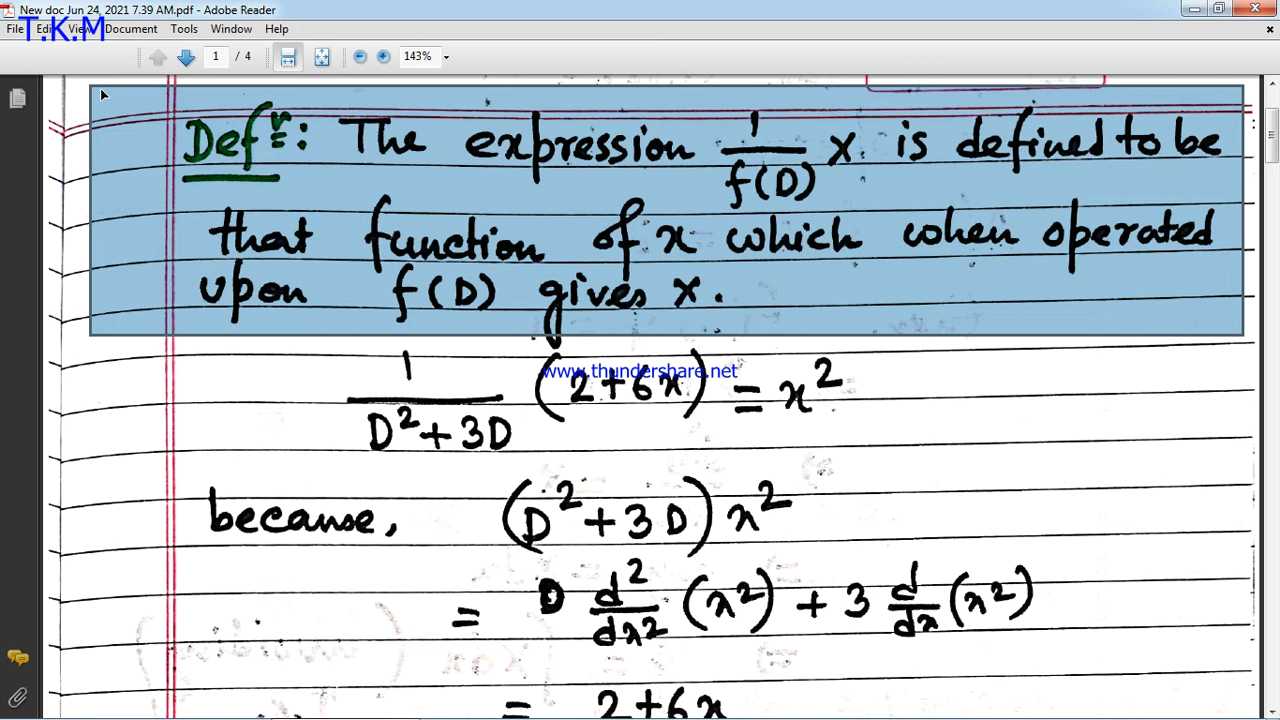 New doc Jun 24, 2021 7.39 AM.pdf - Adobe Reader
T.K.M
File Edit View Document Tools Window Help
1 / 4 143%
Defⁿ: The expression 1/f(D) X is defined to be
that function of x which when operated
upon f(D) gives X.
www.thundershare.net
1/(D²+3D) (2+6x) = x²
because, (D²+3D) x²
= D d²/dx² (x²) + 3 d/dx (x²)
= 2+6x